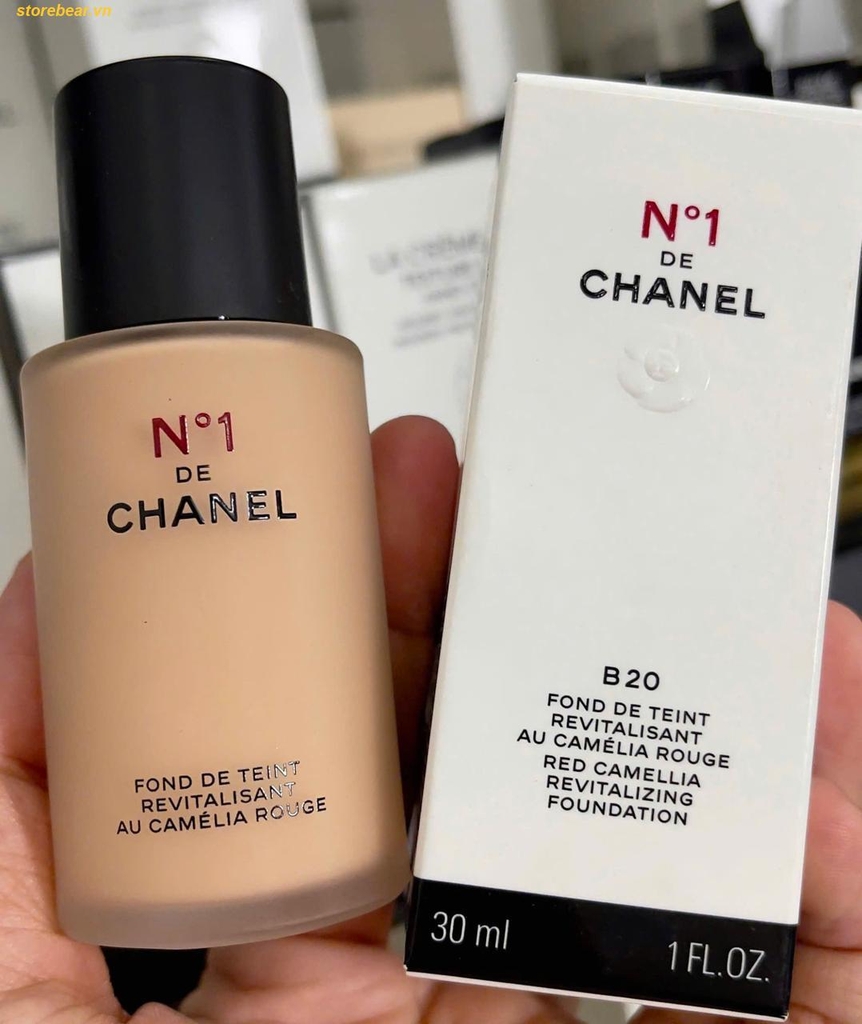 storebear.vn
N°1
DE
CHANEL
FOND DE TEINT
REVITALISANT
AU CAMÉLIA ROUGE
N°1
DE
CHANEL
B20
FOND DE TEINT
REVITALISANT
AU CAMÉLIA ROUGE
RED CAMELLIA
REVITALIZING
FOUNDATION
30 ml
1 FL.OZ.